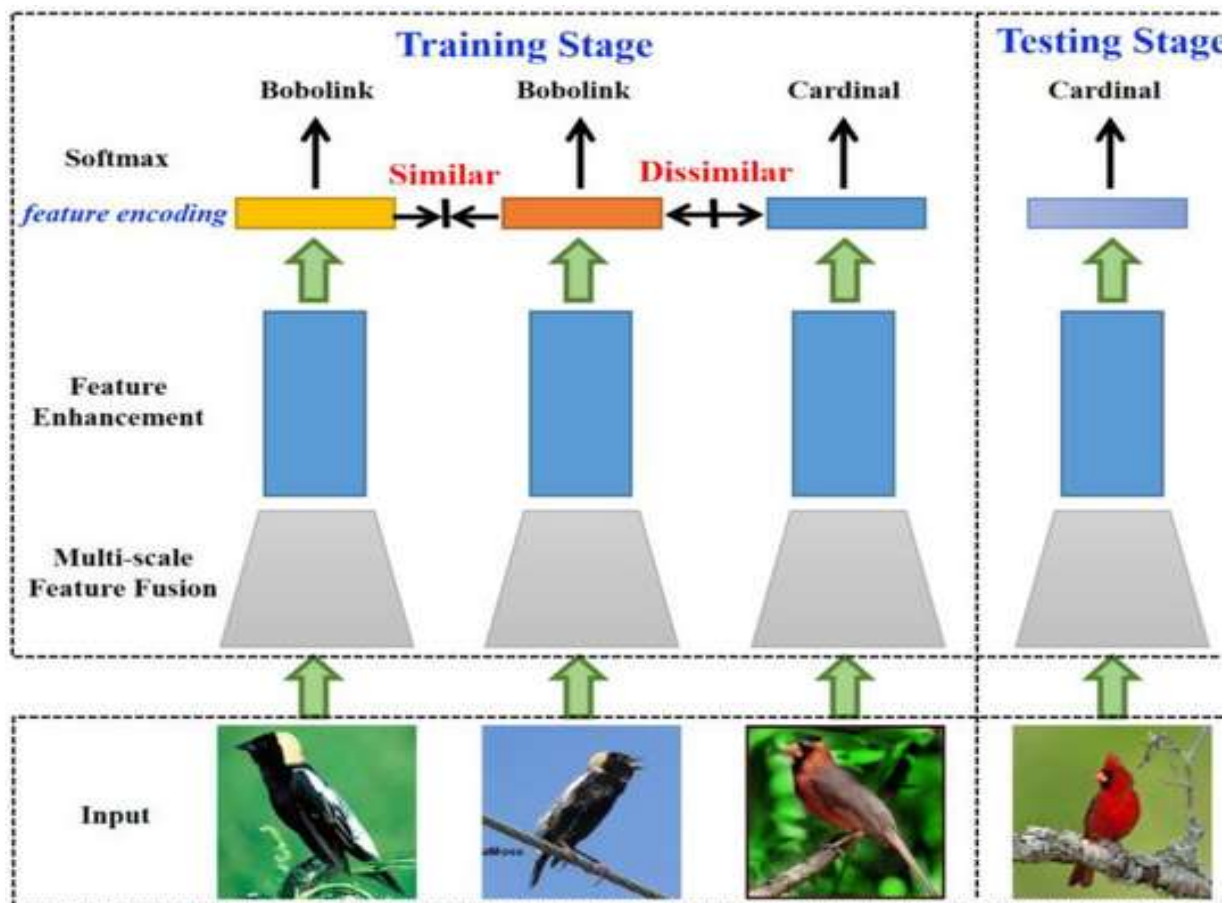 Training Stage
Testing Stage
Bobolink
Bobolink
Cardinal
Cardinal
Softmax
Similar
Dissimilar
feature encoding
Feature
Enhancement
Multi-scale
Feature Fusion
Input